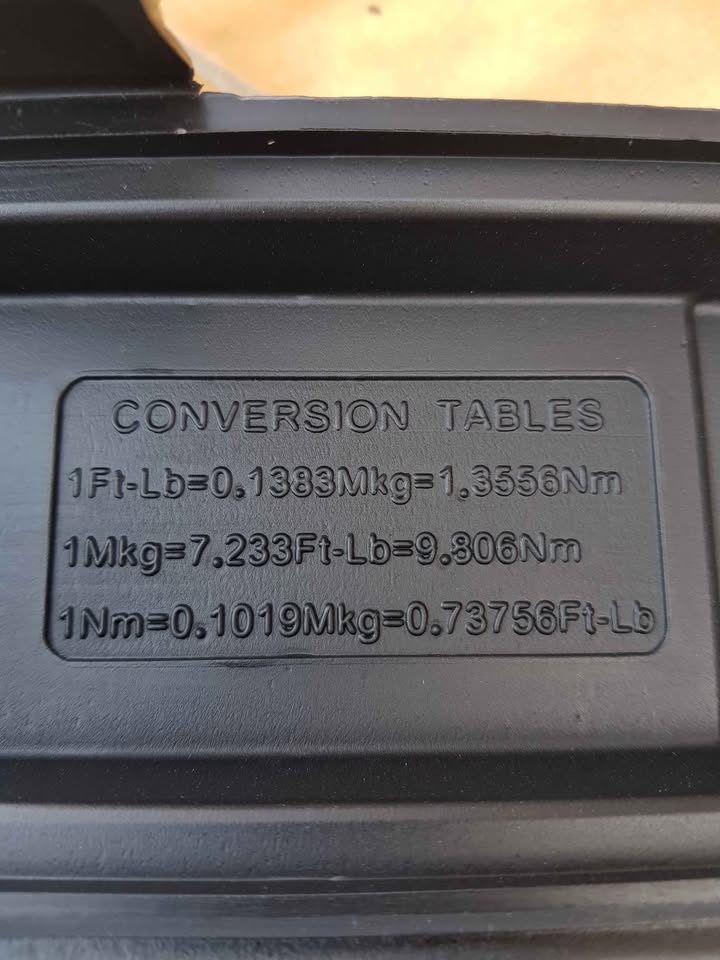 CONVERSION TABLES
1Ft-Lb=0.1383Mkg=1.3556Nm
1Mkg=7.233Ft-Lb=9.806Nm
1Nm=0.1019Mkg=0.73756Ft-Lb